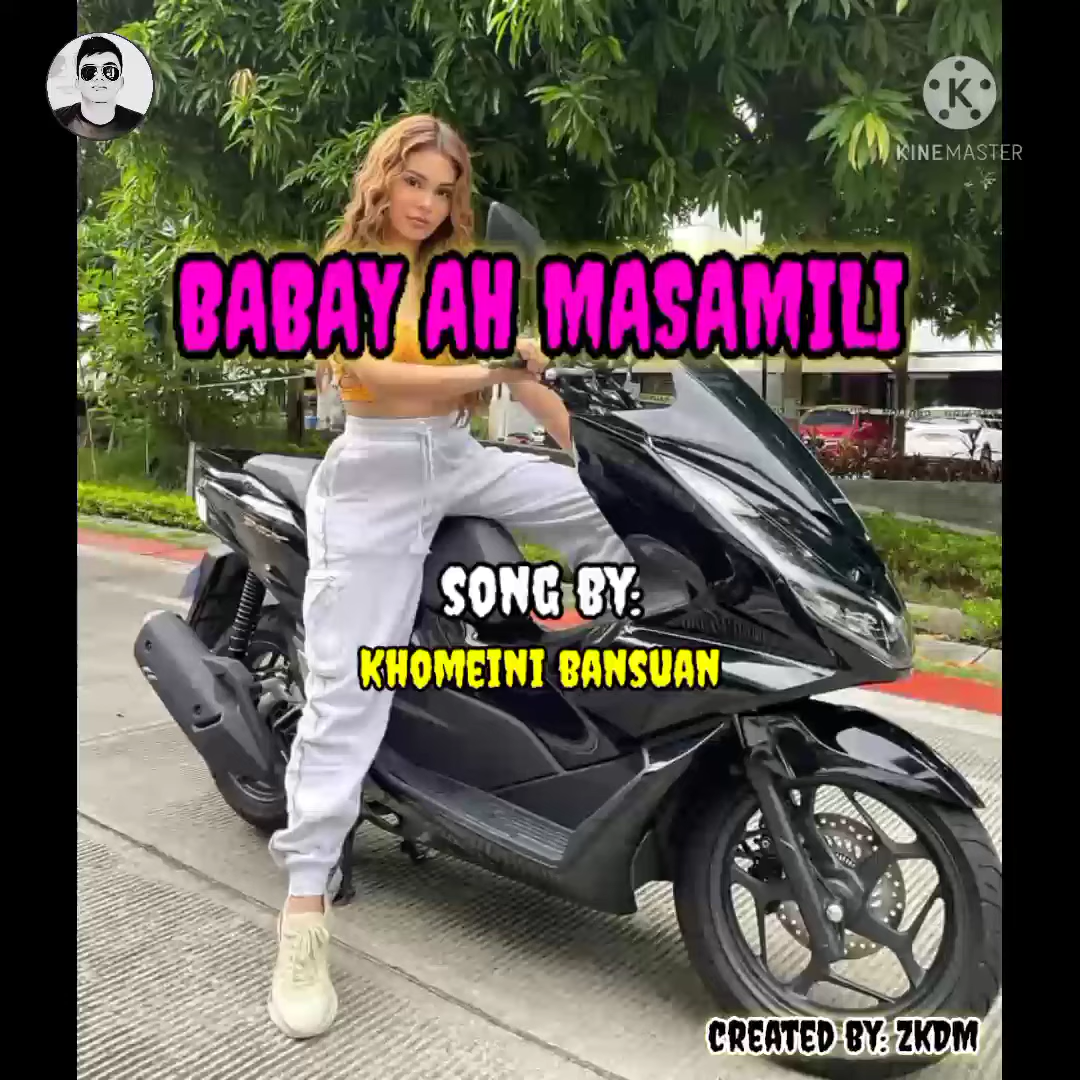 KINEMASTER
BABAY AH MASAMILI
SONG BY:
KHOMEINI BANSUAN
CREATED BY: ZKDM